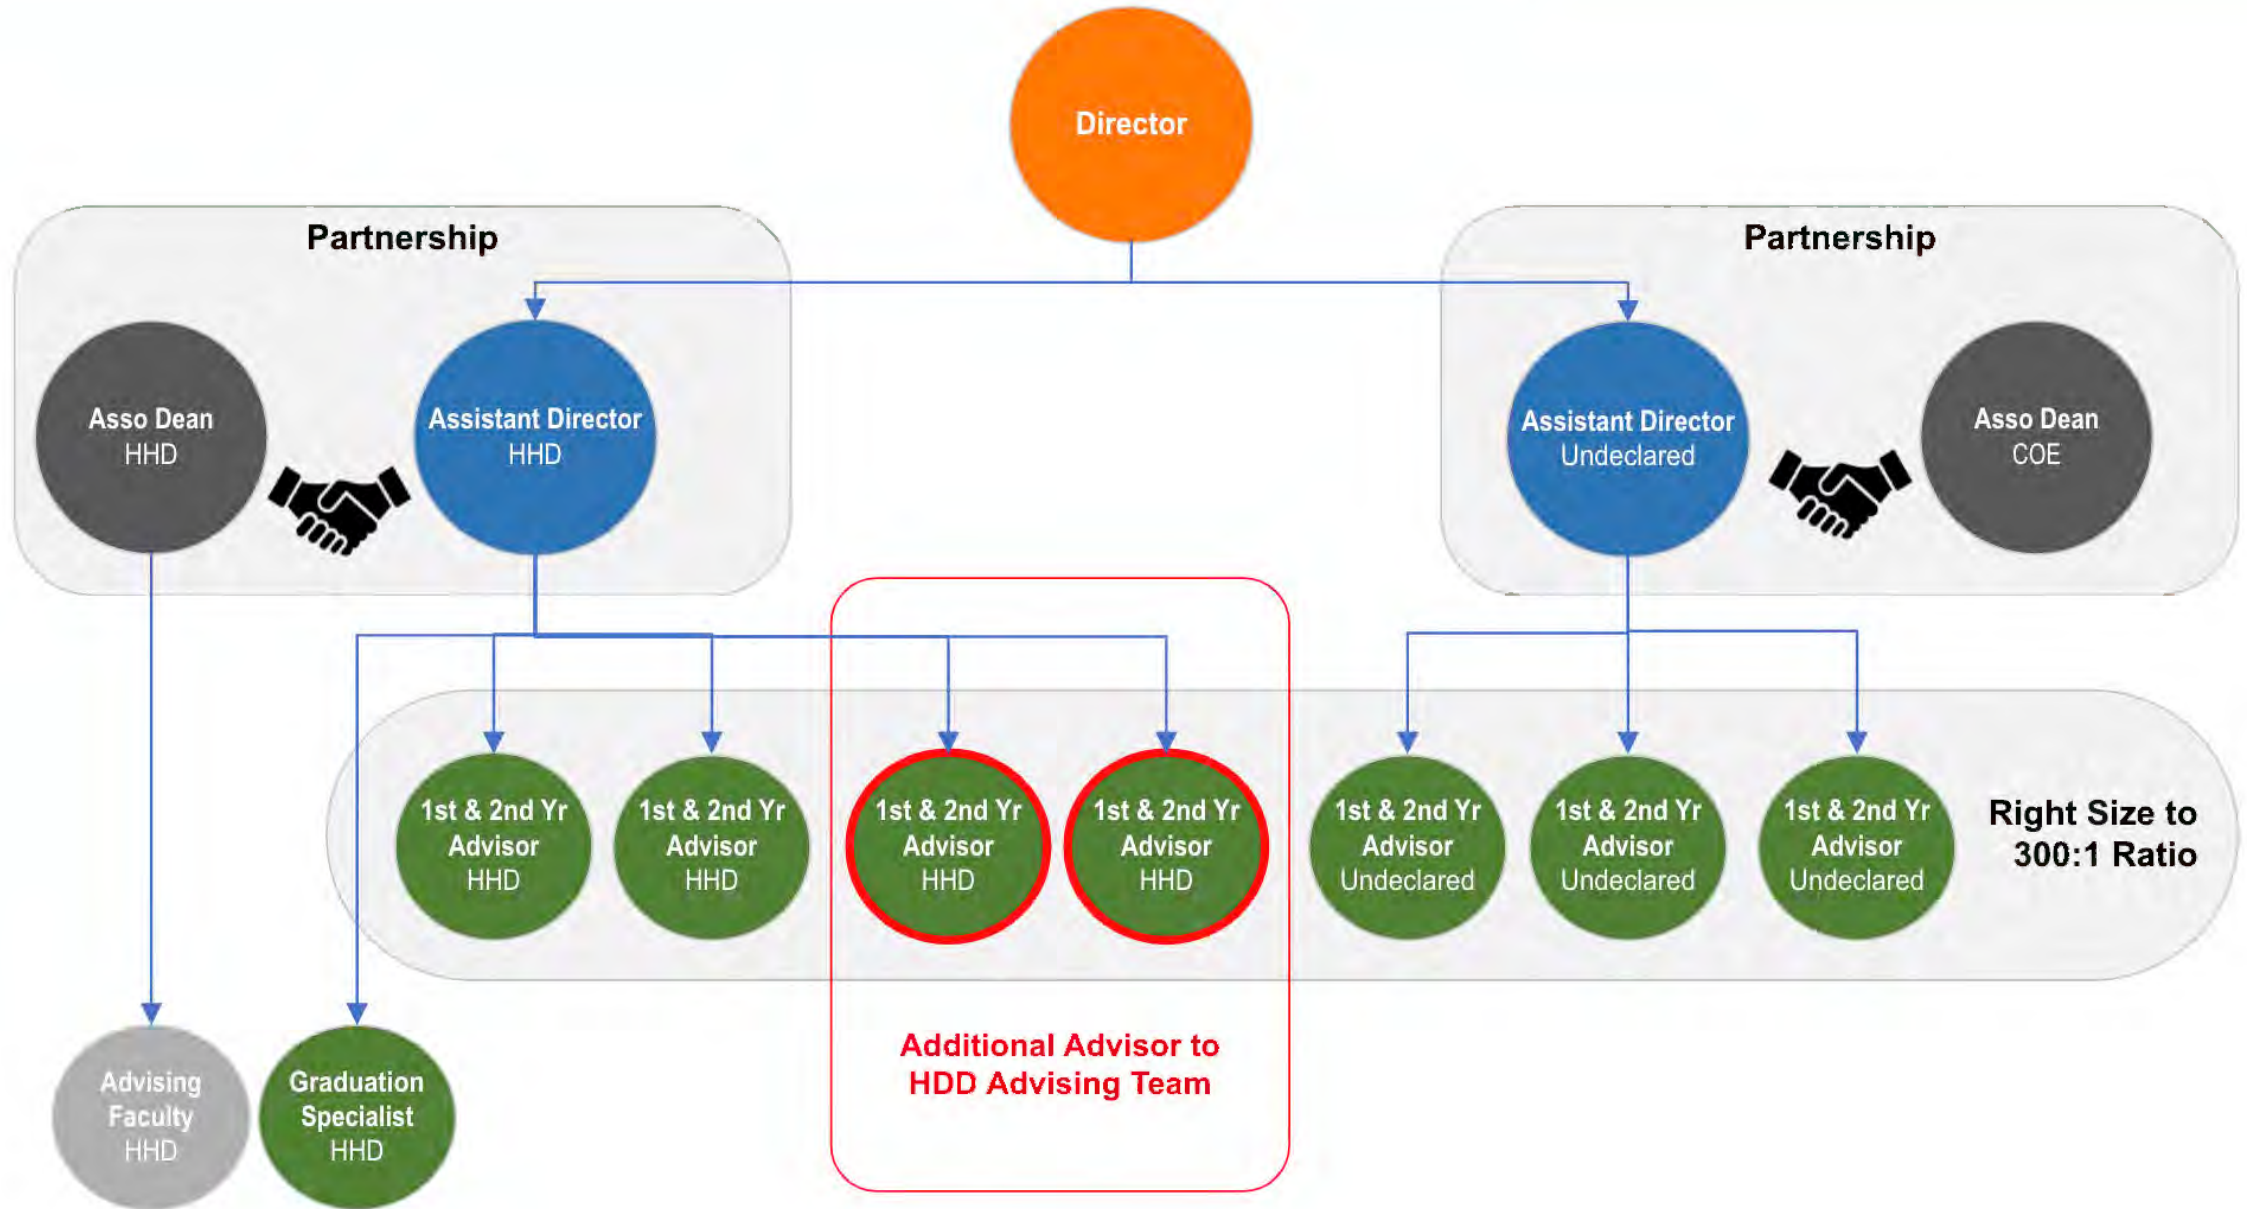 Director
Partnership
Partnership
Asso Dean
HHD
Assistant Director
HHD
Assistant Director
Undeclared
Asso Dean
COE
1st & 2nd Yr
Advisor
HHD
1st & 2nd Yr
Advisor
HHD
1st & 2nd Yr
Advisor
HHD
1st & 2nd Yr
Advisor
HHD
1st & 2nd Yr
Advisor
Undeclared
1st & 2nd Yr
Advisor
Undeclared
1st & 2nd Yr
Advisor
Undeclared
Right Size to
300:1 Ratio
Advising
Faculty
HHD
Graduation
Specialist
HHD
Additional Advisor to
HDD Advising Team